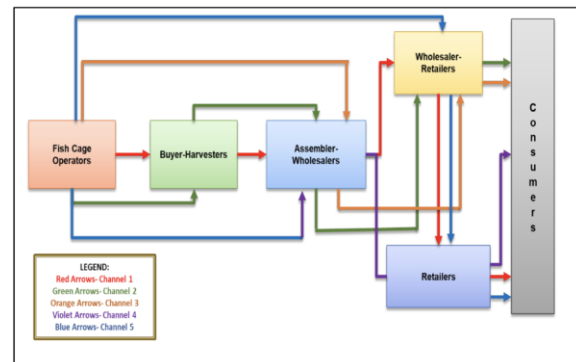 Wholesaler-
Retailers
Fish Cage
Operators
Buyer-Harvesters
Assembler-
Wholesalers
Retailers
Consumers
LEGEND:
Red Arrows- Channel 1
Green Arrows- Channel 2
Orange Arrows- Channel 3
Violet Arrows- Channel 4
Blue Arrows- Channel 5